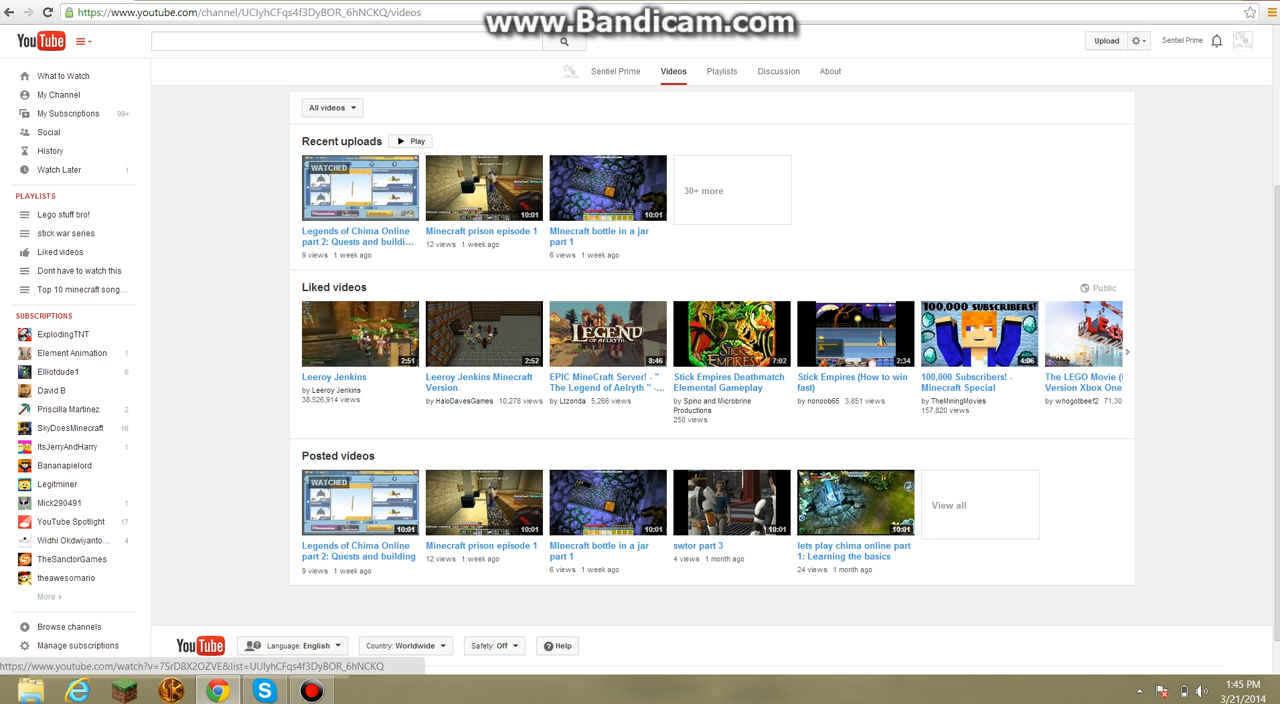 https://www.youtube.com/channel/UCIyhCFqs4f3DyBOR_6hNCKQ/videos
www.Bandicam.com
YouTube
Upload
Sentiel Prime
Sentiel Prime
Videos
Playlists
Discussion
About
What to Watch
My Channel
My Subscriptions 99+
Social
History
Watch Later 1
PLAYLISTS
Lego stuff bro!
stick war series
Liked videos
Dont have to watch this
Top 10 minecraft song...
SUBSCRIPTIONS
ExplodingTNT
Element Animation 1
Elliotdude1 6
David B
Priscilla Martinez 2
SkyDoesMinecraft 16
ItsJerryAndHarry 1
Bananapielord
Legitminer
Mick290491 1
YouTube Spotlight 17
Widhi Okdwiyanto... 4
TheSanctorGames
theawesomario
More ›
Browse channels
Manage subscriptions
All videos
Recent uploads
Play
WATCHED
Legends of Chima Online
part 2: Quests and buildi...
9 views 1 week ago
10:01
Minecraft prison episode 1
12 views 1 week ago
10:01
MInecraft bottle in a jar
part 1
6 views 1 week ago
30+ more
Liked videos
Public
2:51
Leeroy Jenkins
by Leeroy Jenkins
38,526,914 views
2:52
Leeroy Jenkins Minecraft
Version
by HaloDavesGames 10,278 views
LEGEND
8:46
EPIC MineCraft Server! - "
The Legend of Aelryth " -...
by Ltzonda 5,266 views
STICK EMPIRES
7:02
Stick Empires Deathmatch
Elemental Gameplay
by Spino and Microbrine
Productions
250 views
2:34
Stick Empires (How to win
fast)
by nonoob65 3,851 views
100,000 SUBSCRIBERS!
4:06
100,000 Subscribers! -
Minecraft Special
by TheMiningMovies
157,820 views
The LEGO Movie (
Version Xbox One
by whogotbeef2 71,30
Posted videos
WATCHED
10:01
Legends of Chima Online
part 2: Quests and building
9 views 1 week ago
10:01
Minecraft prison episode 1
12 views 1 week ago
10:01
MInecraft bottle in a jar
part 1
6 views 1 week ago
10:01
swtor part 3
4 views 1 month ago
10:01
lets play chima online part
1: Learning the basics
24 views 1 month ago
View all
YouTube
Language: English
Country: Worldwide
Safety: Off
Help
https://www.youtube.com/watch?v=7SrD8X2OZVE&list=UUIyhCFqs4f3DyBOR_6hNCKQ
1:45 PM
3/21/2014